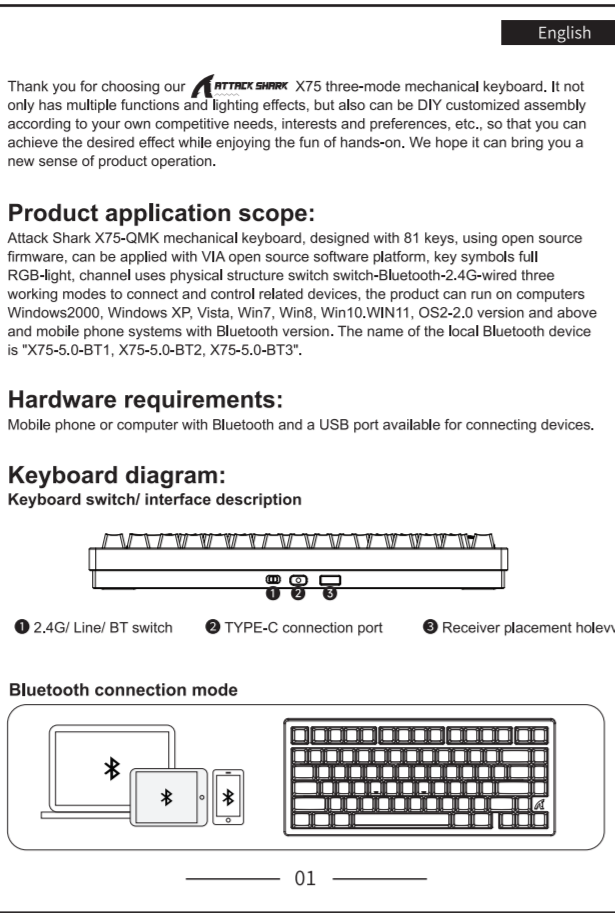 English
Thank you for choosing our ATTACK SHARK X75 three-mode mechanical keyboard. It not
only has multiple functions and lighting effects, but also can be DIY customized assembly
according to your own competitive needs, interests and preferences, etc., so that you can
achieve the desired effect while enjoying the fun of hands-on. We hope it can bring you a
new sense of product operation.
Product application scope:
Attack Shark X75-QMK mechanical keyboard, designed with 81 keys, using open source
firmware, can be applied with VIA open source software platform, key symbols full
RGB-light, channel uses physical structure switch switch-Bluetooth-2.4G-wired three
working modes to connect and control related devices, the product can run on computers
Windows2000, Windows XP, Vista, Win7, Win8, Win10.WIN11, OS2-2.0 version and above
and mobile phone systems with Bluetooth version. The name of the local Bluetooth device
is "X75-5.0-BT1, X75-5.0-BT2, X75-5.0-BT3".
Hardware requirements:
Mobile phone or computer with Bluetooth and a USB port available for connecting devices.
Keyboard diagram:
Keyboard switch/ interface description
1 2 3
1 2.4G/ Line/ BT switch 2 TYPE-C connection port 3 Receiver placement holevv
Bluetooth connection mode
01